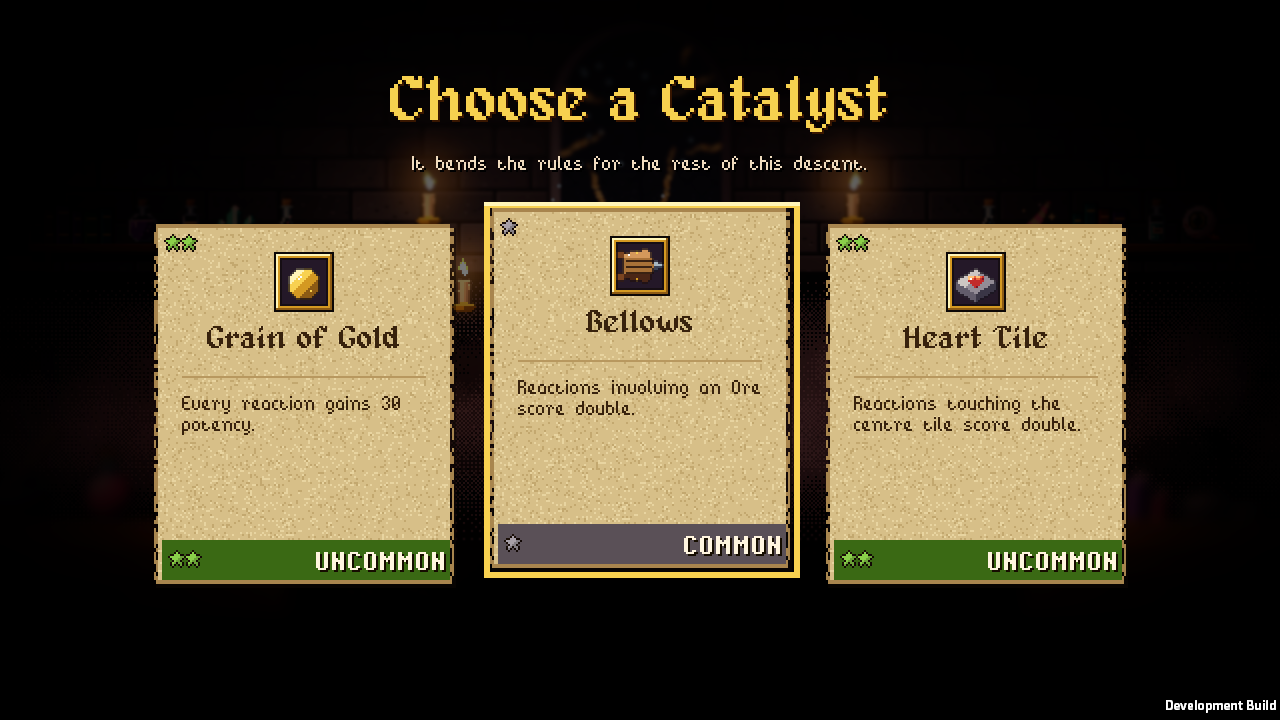 Choose a Catalyst
It bends the rules for the rest of this descent.
Grain of Gold
Every reaction gains 30
potency.
UNCOMMON
Bellows
Reactions involving an Ore
score double.
COMMON
Heart Tile
Reactions touching the
centre tile score double.
UNCOMMON
Development Build